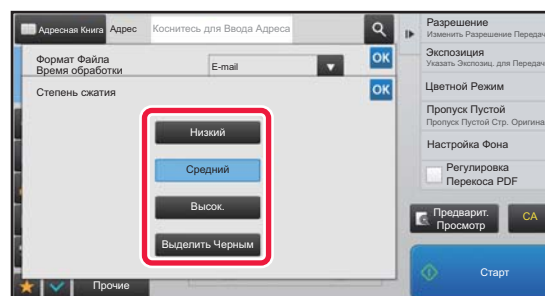 Адресная Книга
Адрес
Коснитесь для Ввода Адреса
Формат Файла
Время обработки
E-mail
OK
Степень сжатия
OK
Низкий
Средний
Высок.
Выделить Черным
Прочие
Разрешение
Изменить Разрешение Передач
Экспозиция
Указать Экспозиц. для Передач
Цветной Режим
Пропуск Пустой
Пропуск Пустой Стр. Оригина
Настройка Фона
Регулировка
Перекоса PDF
Предварит.
Просмотр
CA
Старт